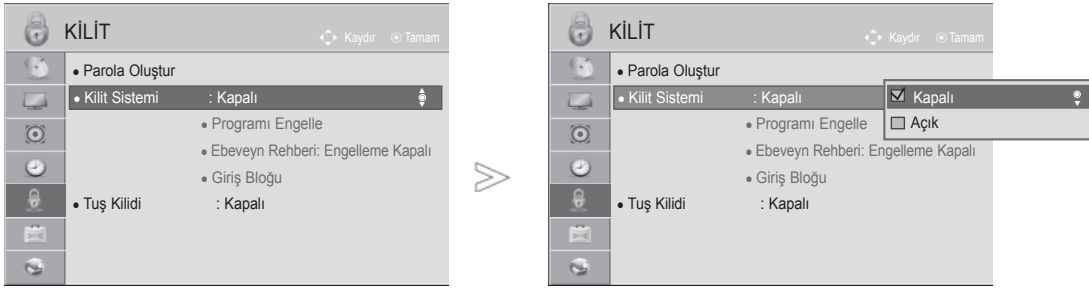 KİLİT
Kaydır Tamam
• Parola Oluştur
• Kilit Sistemi : Kapalı
• Programı Engelle
• Ebeveyn Rehberi: Engelleme Kapalı
• Giriş Bloğu
• Tuş Kilidi : Kapalı
KİLİT
Kaydır Tamam
• Parola Oluştur
• Kilit Sistemi : Kapalı
Kapalı
• Programı Engelle
Açık
• Ebeveyn Rehberi: Engelleme Kapalı
• Giriş Bloğu
• Tuş Kilidi : Kapalı